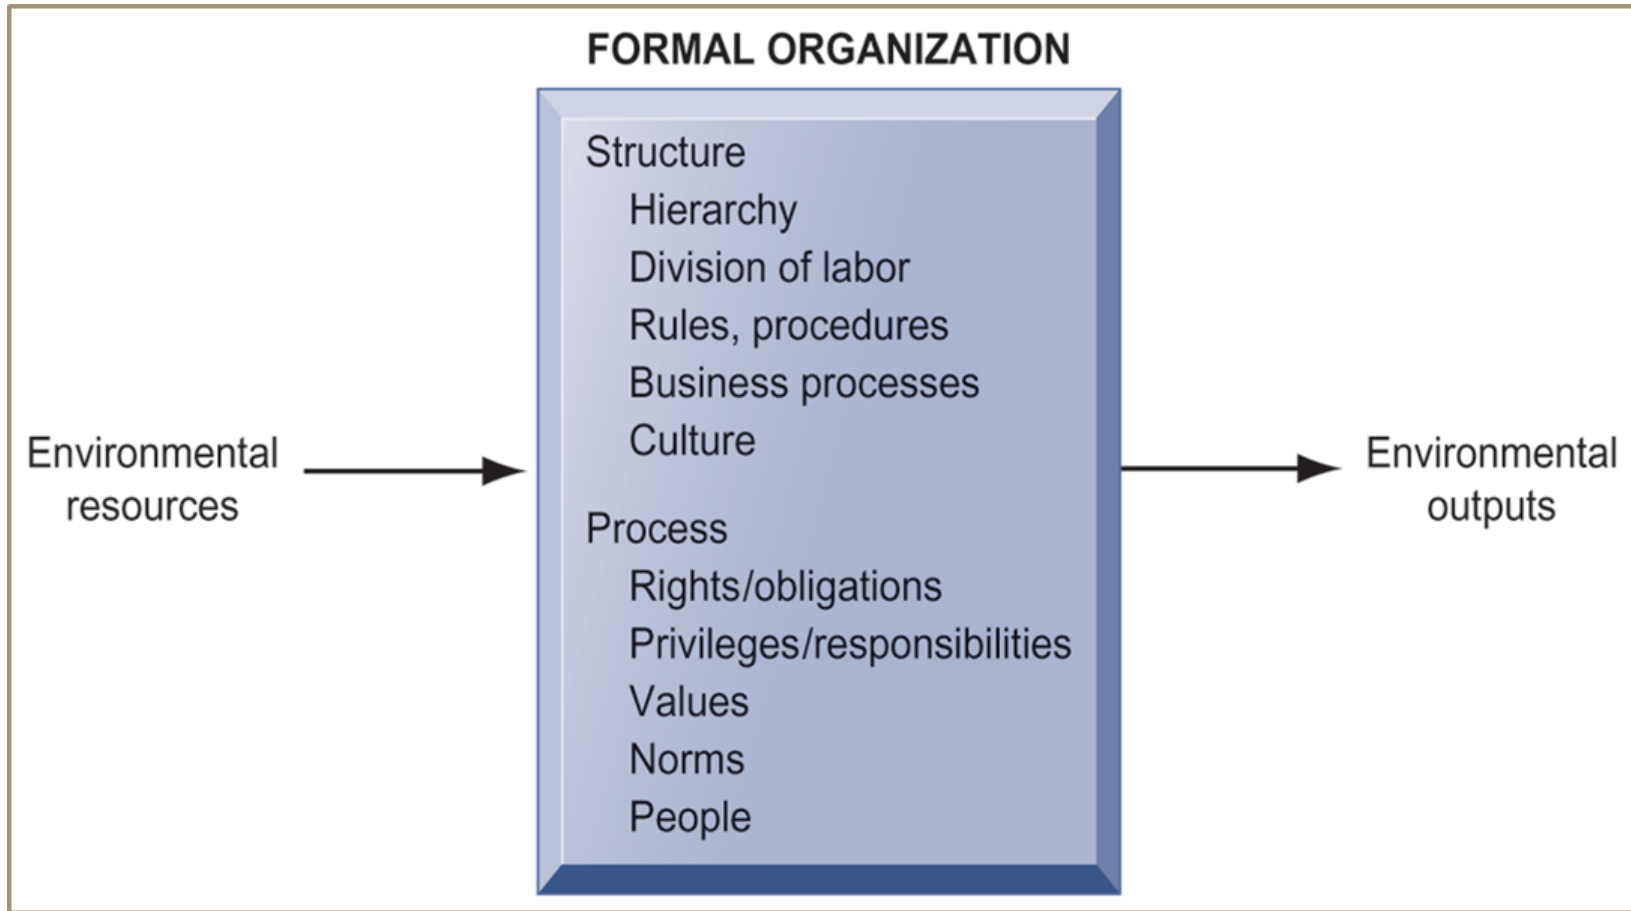 FORMAL ORGANIZATION
Structure
Hierarchy
Division of labor
Rules, procedures
Business processes
Culture
Process
Rights/obligations
Privileges/responsibilities
Values
Norms
People
Environmental
resources
Environmental
outputs